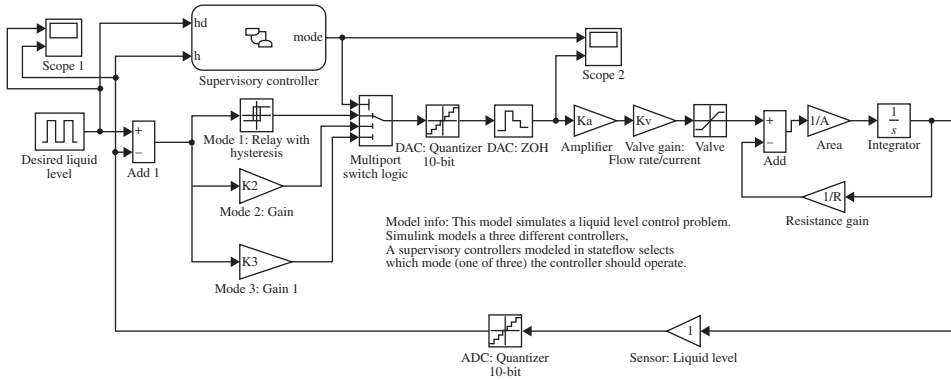 hd
h
mode
Scope 1
Supervisory controller
Scope 2
Desired liquid
level
+
−
Add 1
Mode 1: Relay with
hysteresis
K2
Mode 2: Gain
K3
Mode 3: Gain 1
Multiport
switch logic
DAC: Quantizer
10-bit
DAC: ZOH
Ka
Amplifier
Kv
Valve gain:
Flow rate/current
Valve
+
−
Add
1/A
Area
1
s
Integrator
1/R
Resistance gain
Model info: This model simulates a liquid level control problem.
Simulink models a three different controllers,
A supervisory controllers modeled in stateflow selects
which mode (one of three) the controller should operate.
ADC: Quantizer
10-bit
1
Sensor: Liquid level